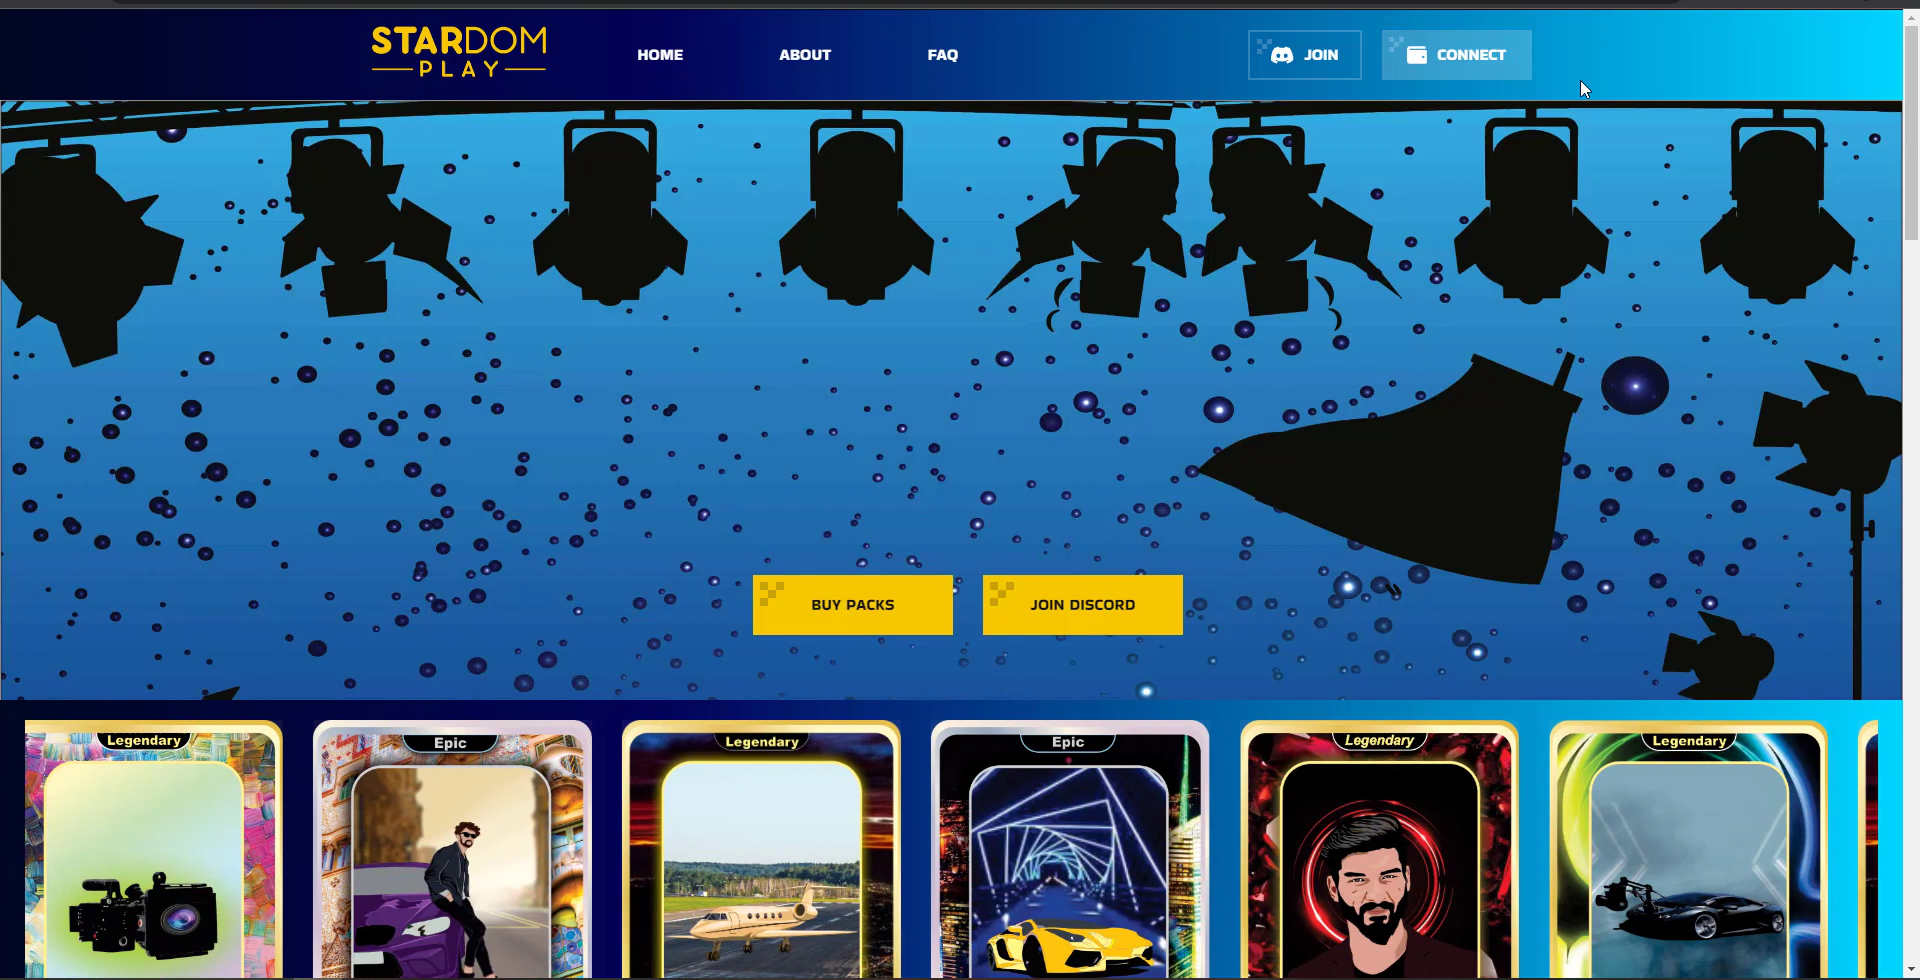 STARDOM
PLAY
HOME
ABOUT
FAQ
JOIN
CONNECT
BUY PACKS
JOIN DISCORD
Legendary
Epic
Legendary
Epic
Legendary
Legendary